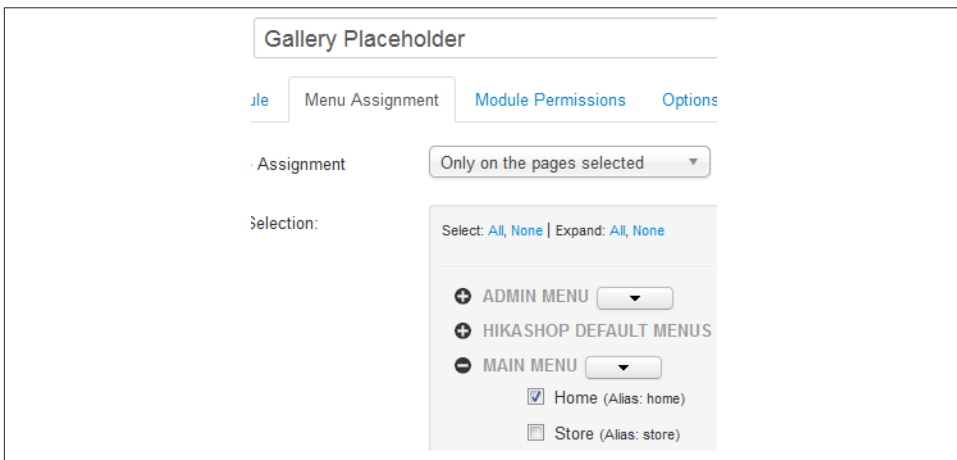 Gallery Placeholder
ule Menu Assignment Module Permissions Options
Assignment Only on the pages selected
Selection:
Select: All, None | Expand: All, None
ADMIN MENU
HIKASHOP DEFAULT MENUS
MAIN MENU
Home (Alias: home)
Store (Alias: store)